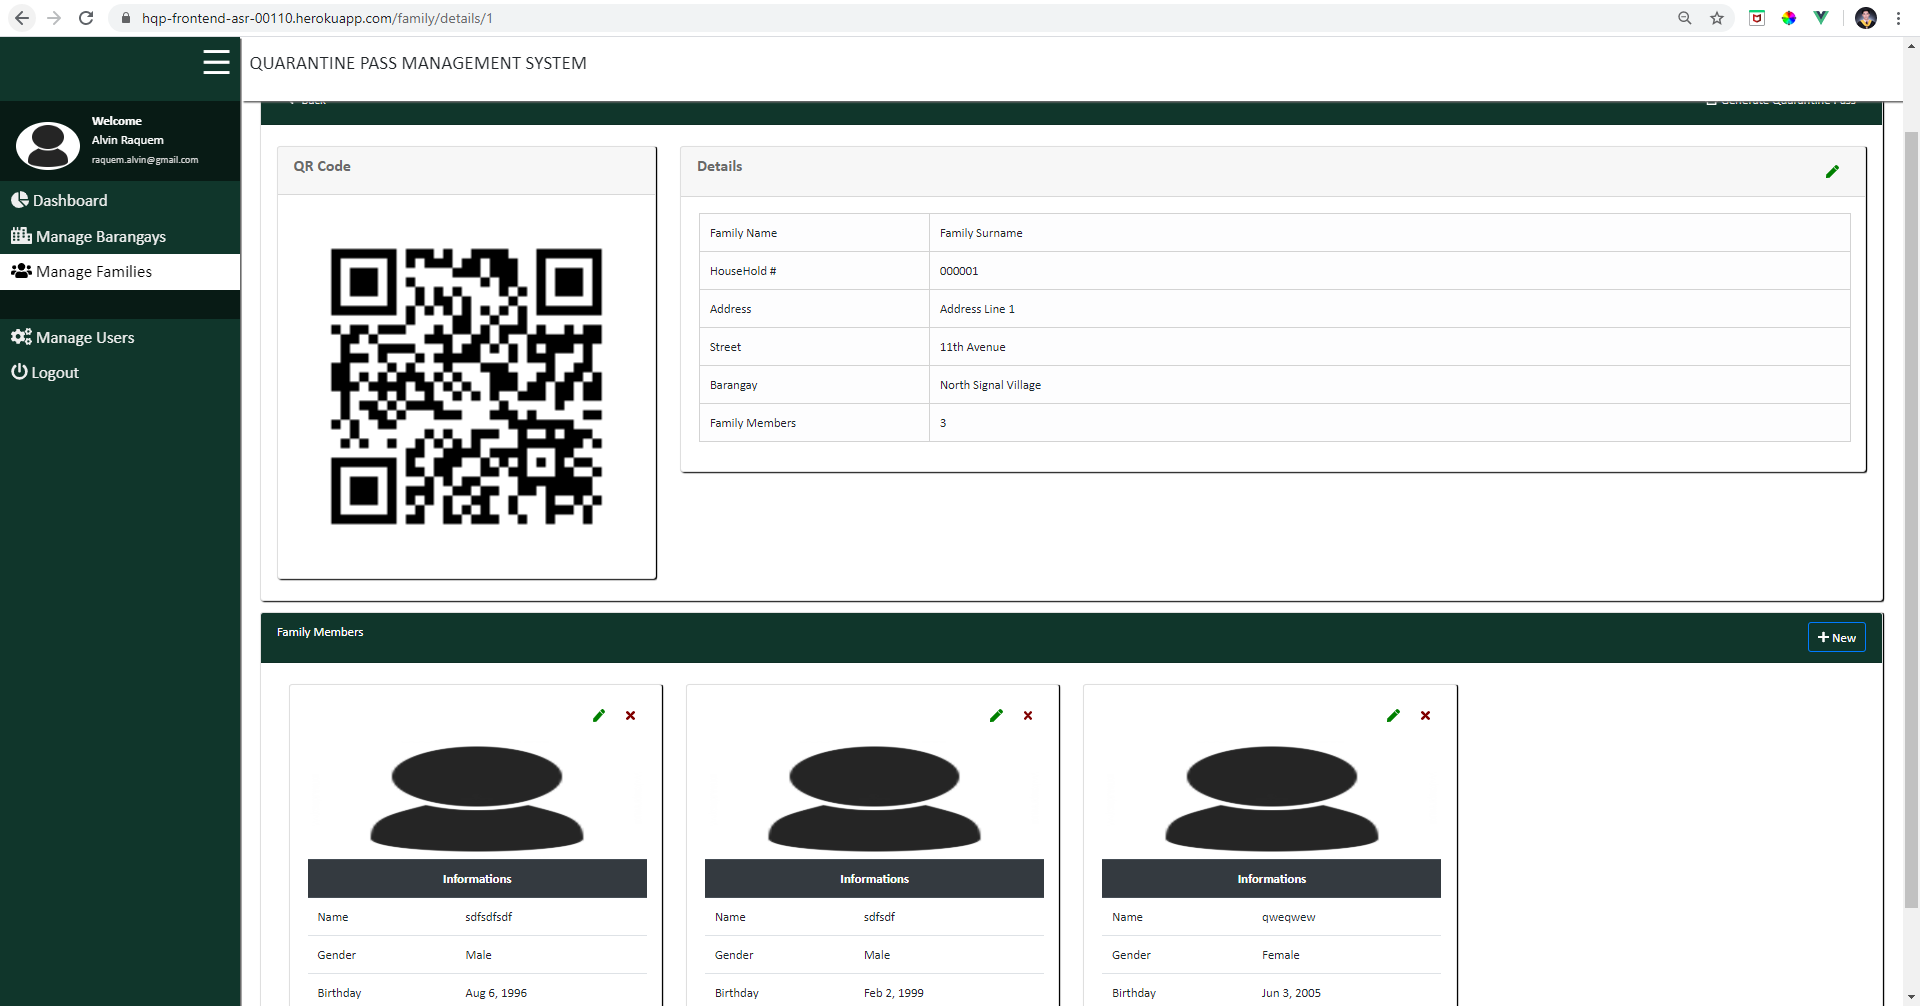 hqp-frontend-asr-00110.herokuapp.com/family/details/1
QUARANTINE PASS MANAGEMENT SYSTEM
Welcome
Alvin Raquem
raquem.alvin@gmail.com
Dashboard
Manage Barangays
Manage Families
Manage Users
Logout
Back
Generate Quarantine Pass
QR Code
Details
Family Name Family Surname
HouseHold # 000001
Address Address Line 1
Street 11th Avenue
Barangay North Signal Village
Family Members 3
Family Members
New
Informations
Name sdfsdfsdf
Gender Male
Birthday Aug 6, 1996
Informations
Name sdfsdf
Gender Male
Birthday Feb 2, 1999
Informations
Name qweqwew
Gender Female
Birthday Jun 3, 2005